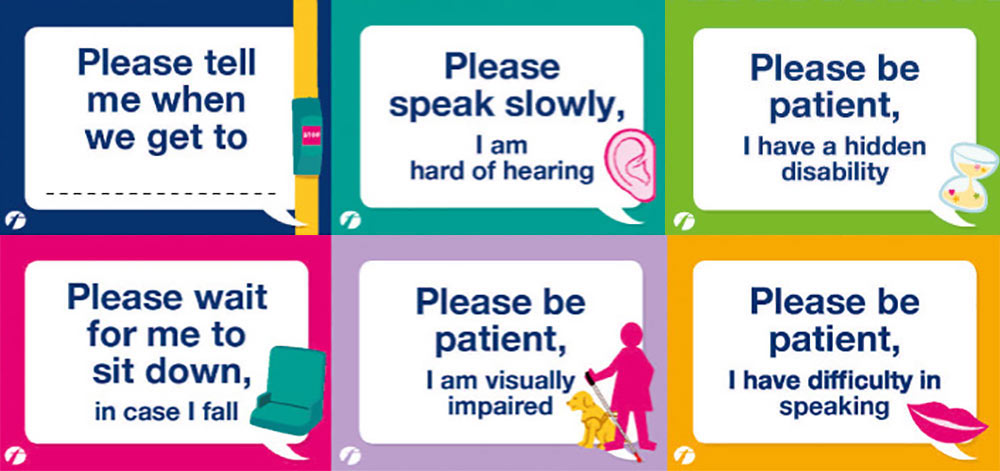 Please tell
me when
we get to
STOP
Please
speak slowly,
I am
hard of hearing
Please be
patient,
I have a hidden
disability
Please wait
for me to
sit down,
in case I fall
Please be
patient,
I am visually
impaired
Please be
patient,
I have difficulty in
speaking